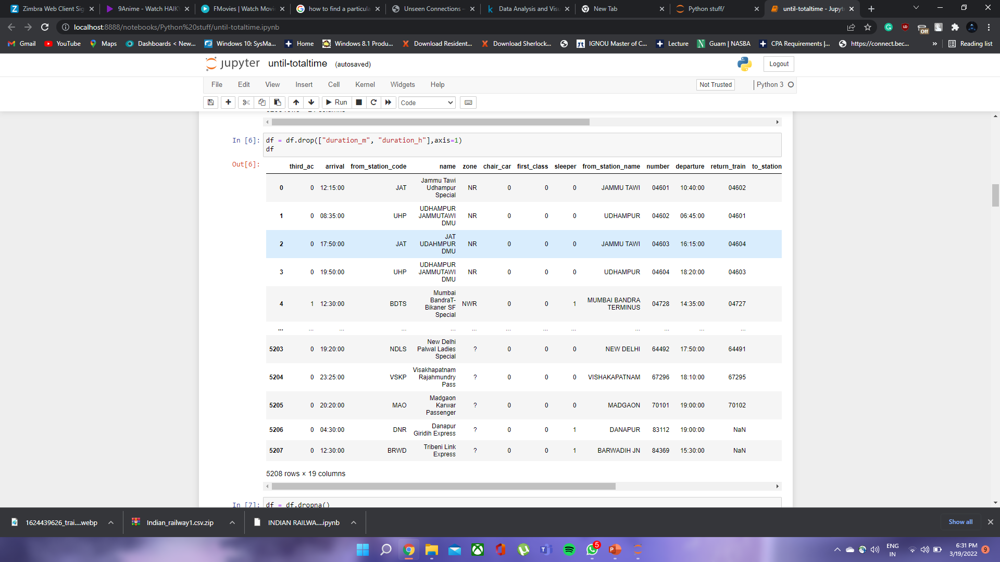 Zimbra Web Client Sig
9Anime - Watch HAIK
FMovies | Watch Movi
how to find a particula
Unseen Connections -
Data Analysis and Visu
New Tab
Python stuff/
until-totaltime - Jupyt
localhost:8888/notebooks/Python%20stuff/until-totaltime.ipynb
Off
Gmail YouTube Maps Dashboards < New... Windows 10: SysMa... Home Windows 8.1 Produ... Download Resident... Download Sherlock... IGNOU Master of C... Lecture Guam | NASBA CPA Requirements |... https://connect.bec... » Reading list
jupyter until-totaltime (autosaved) Logout
File Edit View Insert Cell Kernel Widgets Help Not Trusted Python 3
Run Code
In [6]: df = df.drop(["duration_m", "duration_h"],axis=1)
df
Out[6]:
third_ac arrival from_station_code name zone chair_car first_class sleeper from_station_name number departure return_train to_station
0 0 12:15:00 JAT Jammu Tawi Udhampur Special NR 0 0 0 JAMMU TAWI 04601 10:40:00 04602
1 0 08:35:00 UHP UDHAMPUR JAMMUTAWI DMU NR 0 0 0 UDHAMPUR 04602 06:45:00 04601
2 0 17:50:00 JAT JAT UDAHMPUR DMU NR 0 0 0 JAMMU TAWI 04603 16:15:00 04604
3 0 19:50:00 UHP UDHAMPUR JAMMUTAWI DMU NR 0 0 0 UDHAMPUR 04604 18:20:00 04603
4 1 12:30:00 BDTS Mumbai BandraT- Bikaner SF Special NWR 0 0 1 MUMBAI BANDRA TERMINUS 04728 14:35:00 04727
... ... ... ... ... ... ... ... ... ... ... ... ...
5203 0 19:20:00 NDLS New Delhi Palwal Ladies Special ? 0 0 0 NEW DELHI 64492 17:50:00 64491
5204 0 23:25:00 VSKP Visakhapatnam Rajahmundry Pass ? 0 0 0 VISHAKAPATNAM 67296 18:10:00 67295
5205 0 20:20:00 MAO Madgaon Karwar Passenger ? 0 0 0 MADGAON 70101 19:00:00 70102
5206 0 04:30:00 DNR Danapur Giridih Express ? 0 0 1 DANAPUR 83112 19:00:00 NaN
5207 0 12:30:00 BRWD Tribeni Link Express ? 0 0 1 BARWADIH JN 84369 15:30:00 NaN
5208 rows × 19 columns
In [7]: df = df.dropna()
1624439626_trai....webp Indian_railway1.csv.zip INDIAN RAILWA....ipynb Show all
5
ENG
IN
6:31 PM
3/19/2022
9